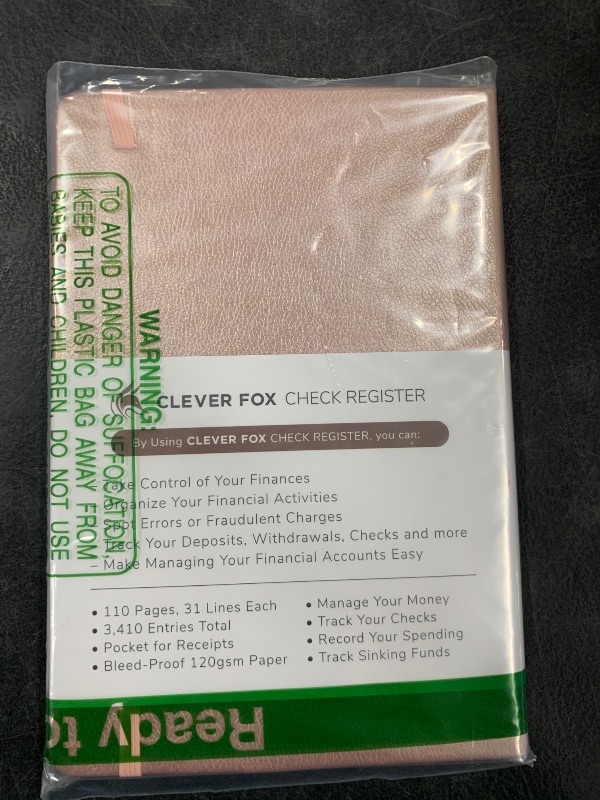 CLEVER FOX CHECK REGISTER
By Using CLEVER FOX CHECK REGISTER, you can:
– Take Control of Your Finances
– Organize Your Financial Activities
– Spot Errors or Fraudulent Charges
– Track Your Deposits, Withdrawals, Checks and more
– Make Managing Your Financial Accounts Easy
• 110 Pages, 31 Lines Each
• 3,410 Entries Total
• Pocket for Receipts
• Bleed-Proof 120gsm Paper
• Manage Your Money
• Track Your Checks
• Record Your Spending
• Track Sinking Funds
WARNING:
TO AVOID DANGER OF SUFFOCATION,
KEEP THIS PLASTIC BAG AWAY FROM
BABIES AND CHILDREN. DO NOT USE
Ready to